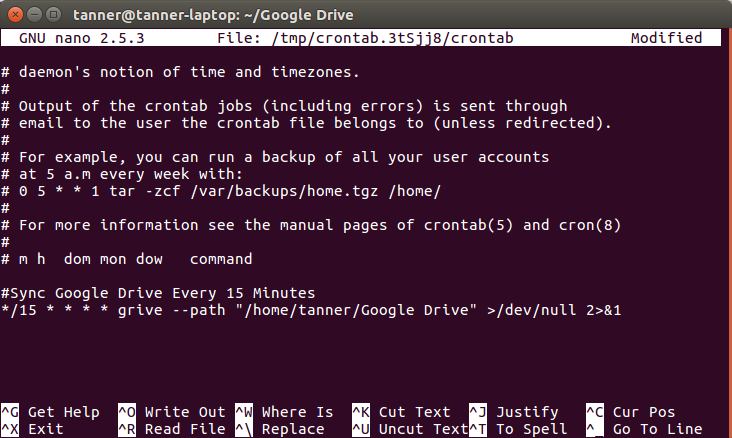 tanner@tanner-laptop: ~/Google Drive
GNU nano 2.5.3 File: /tmp/crontab.3tSjj8/crontab Modified
# daemon's notion of time and timezones.
#
# Output of the crontab jobs (including errors) is sent through
# email to the user the crontab file belongs to (unless redirected).
#
# For example, you can run a backup of all your user accounts
# at 5 a.m every week with:
# 0 5 * * 1 tar -zcf /var/backups/home.tgz /home/
#
# For more information see the manual pages of crontab(5) and cron(8)
#
# m h  dom mon dow   command
#Sync Google Drive Every 15 Minutes
*/15 * * * * grive --path "/home/tanner/Google Drive" >/dev/null 2>&1
^G Get Help ^O Write Out ^W Where Is ^K Cut Text ^J Justify ^C Cur Pos
^X Exit ^R Read File ^\ Replace ^U Uncut Text ^T To Spell ^_ Go To Line